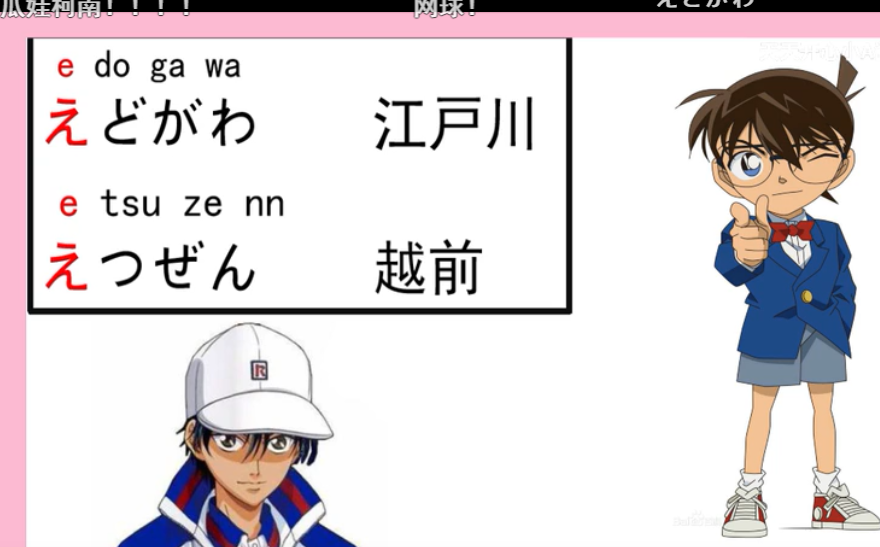 瓜娃柯南！！！！ 网球！ えどがわ
e do ga wa
えどがわ 江戸川
e tsu ze nn
えつぜん 越前
R